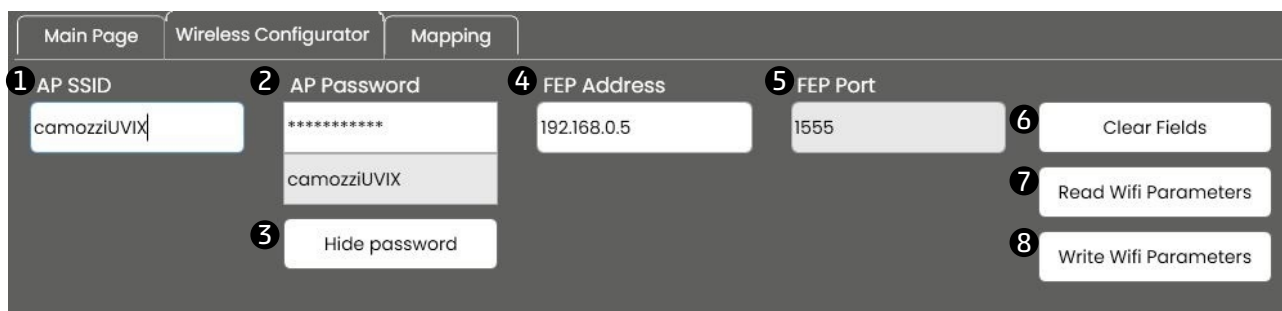 Main Page Wireless Configurator Mapping
1 AP SSID 2 AP Password 4 FEP Address 5 FEP Port
camozziUVIX *********** 192.168.0.5 1555 6 Clear Fields
camozziUVIX 7 Read Wifi Parameters
3 Hide password 8 Write Wifi Parameters